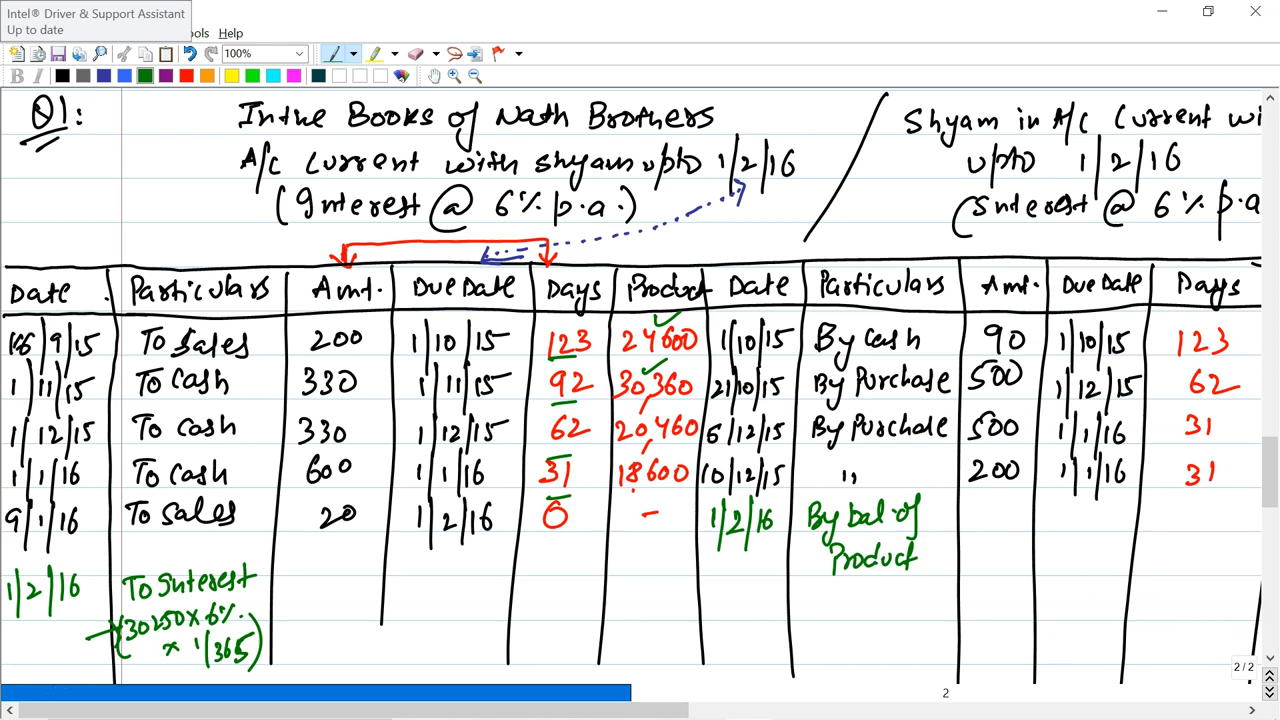 Intel® Driver & Support Assistant
Up to date
ols Help
100%
B I
Q1:
In the Books of Nath Brothers
A/c Current with Shyam upto 1/2/16
(Interest @ 6% p.a.)
Shyam in A/c Current wi
upto 1/2/16
(Interest @ 6% p.a
Date Particulars Amt. Due Date Days Product Date Particulars Amt. Due Date Days
/9/15 To Sales 200 1/10/15 123 24600 1/10/15 By Cash 90 1/10/15 123
1/11/15 To Cash 330 1/11/15 92 30,360 21/10/15 By Purchase 500 1/12/15 62
1/12/15 To Cash 330 1/12/15 62 20,460 /12/15 By Purchase 500 1/1/16 31
1/1/16 To Cash 600 1/1/16 31 18600 10/12/15 ,, 200 1/1/16 31
9/1/16 To Sales 20 1/2/16 0 - 1/2/16 By bal. of
Product
1/2/16 To Interest
(30250 x 6%
x 1/365)
2 / 2
2